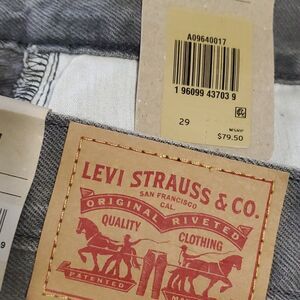 A09640017
1 96099 43703 9
29
MSRP
$79.50
LEVI STRAUSS & CO.
SAN FRANCISCO
CAL.
ORIGINAL RIVETED
QUALITY CLOTHING
PATENTED